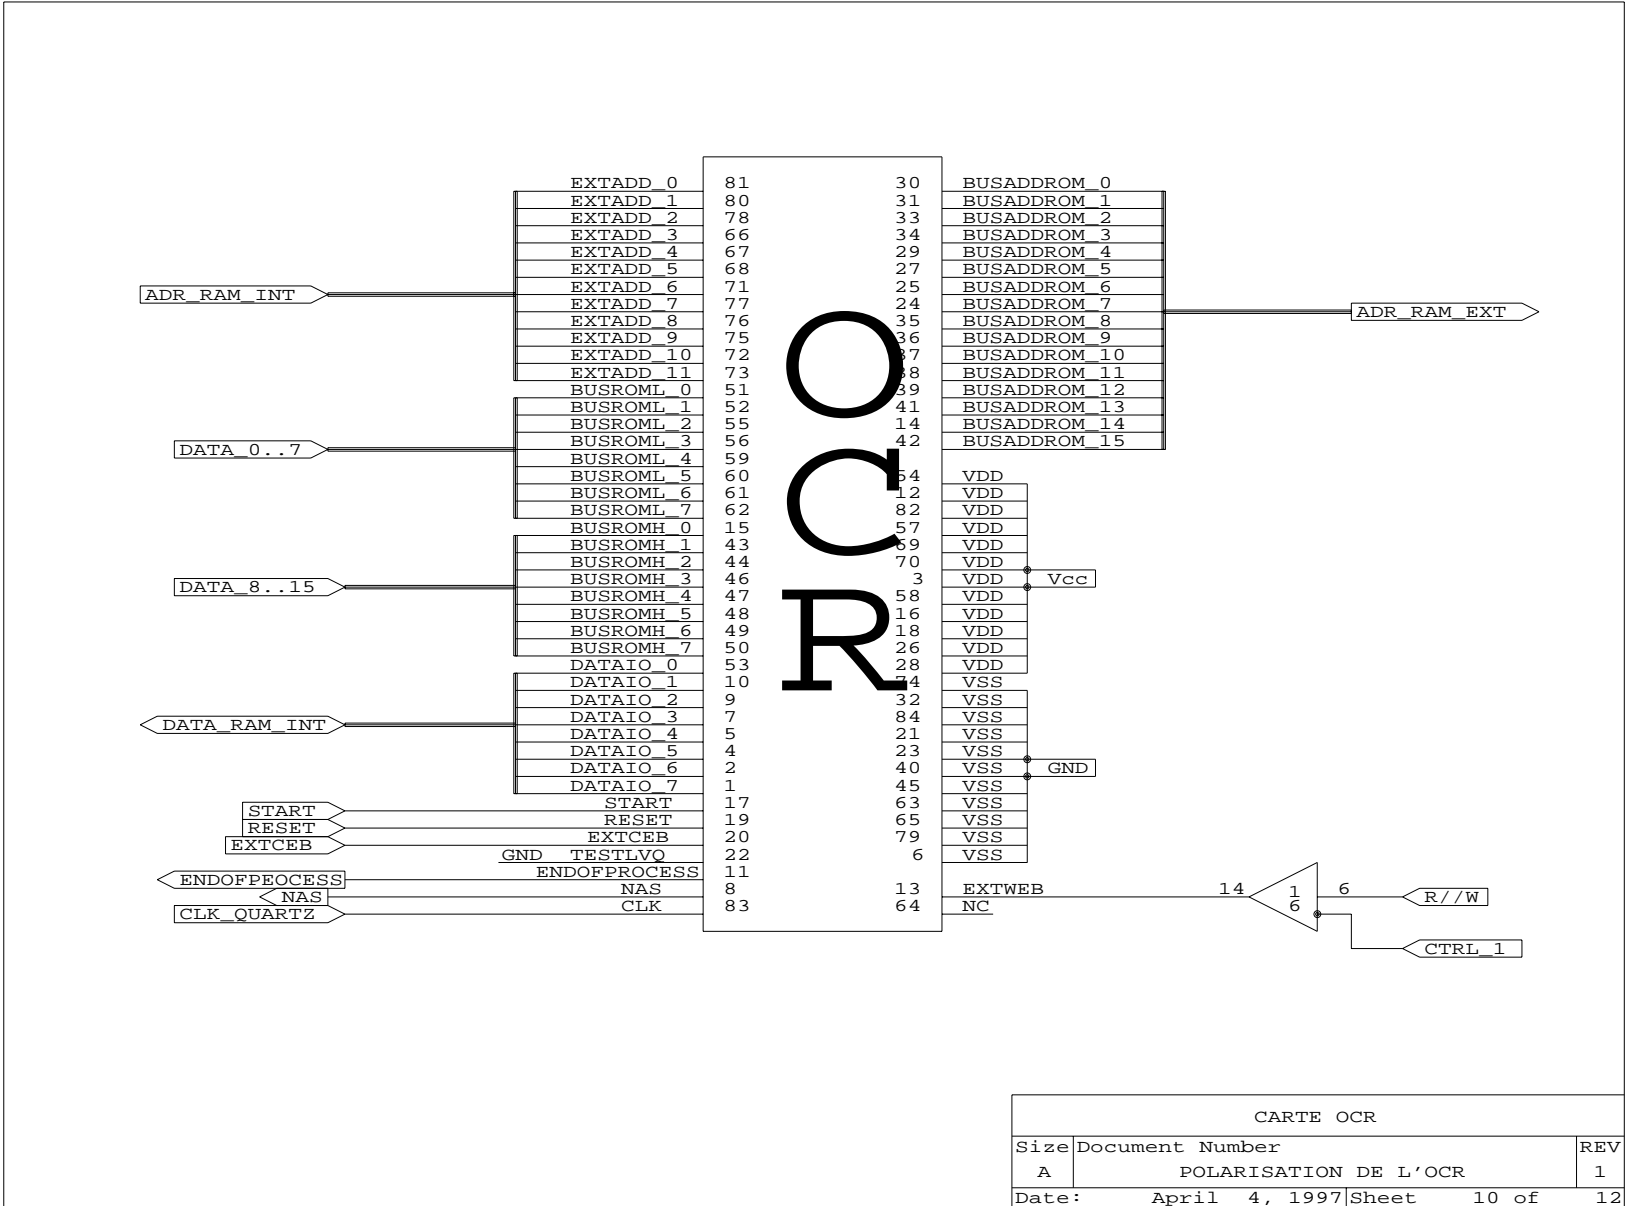 EXTADD_0 81 30 BUSADDROM_0
EXTADD_1 80 31 BUSADDROM_1
EXTADD_2 78 33 BUSADDROM_2
EXTADD_3 66 34 BUSADDROM_3
EXTADD_4 67 29 BUSADDROM_4
EXTADD_5 68 27 BUSADDROM_5
EXTADD_6 71 25 BUSADDROM_6
ADR_RAM_INT
EXTADD_7 77 24 BUSADDROM_7
ADR_RAM_EXT
EXTADD_8 76 35 BUSADDROM_8
EXTADD_9 75 36 BUSADDROM_9
EXTADD_10 72 37 BUSADDROM_10
EXTADD_11 73 38 BUSADDROM_11
BUSROML_0 51 39 BUSADDROM_12
BUSROML_1 52 41 BUSADDROM_13
BUSROML_2 55 14 BUSADDROM_14
BUSROML_3 56 42 BUSADDROM_15
DATA_0..7
BUSROML_4 59
BUSROML_5 60 54 VDD
BUSROML_6 61 12 VDD
BUSROML_7 62 82 VDD
BUSROMH_0 15 57 VDD
BUSROMH_1 43 69 VDD
BUSROMH_2 44 70 VDD
BUSROMH_3 46 3 VDD Vcc
DATA_8..15
BUSROMH_4 47 58 VDD
BUSROMH_5 48 16 VDD
BUSROMH_6 49 18 VDD
BUSROMH_7 50 26 VDD
DATAIO_0 53 28 VDD
DATAIO_1 10 74 VSS
DATAIO_2 9 32 VSS
DATAIO_3 7 84 VSS
DATA_RAM_INT
DATAIO_4 5 21 VSS
DATAIO_5 4 23 VSS
DATAIO_6 2 40 VSS GND
DATAIO_7 1 45 VSS
START START 17 63 VSS
RESET RESET 19 65 VSS
EXTCEB EXTCEB 20 79 VSS
GND TESTLVQ 22 6 VSS
ENDOFPEOCESS ENDOFPROCESS 11
NAS NAS 8 13 EXTWEB 14 1 6 R//W
CLK_QUARTZ CLK 83 64 NC 6
CTRL_1
O
C
R
CARTE OCR
Size Document Number REV
A POLARISATION DE L'OCR 1
Date: April 4, 1997 Sheet 10 of 12